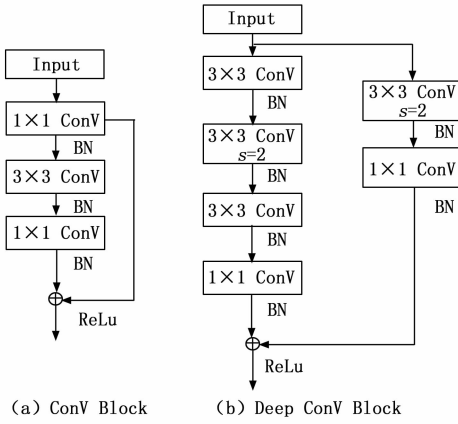 Input
1×1 ConV
BN
3×3 ConV
BN
1×1 ConV
BN
ReLu
(a) ConV Block
Input
3×3 ConV
BN
3×3 ConV
s=2
BN
3×3 ConV
BN
1×1 ConV
BN
3×3 ConV
s=2
BN
1×1 ConV
BN
ReLu
(b) Deep ConV Block